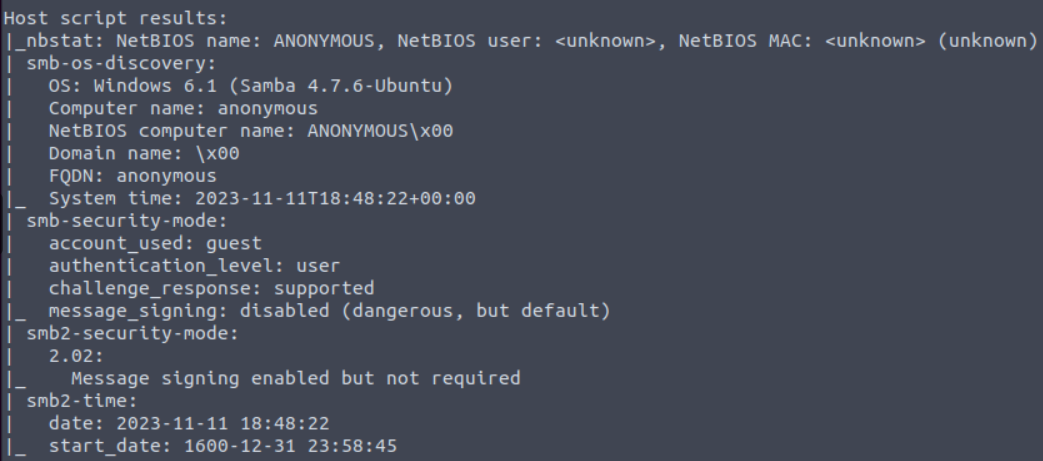 Host script results:
|_nbstat: NetBIOS name: ANONYMOUS, NetBIOS user: <unknown>, NetBIOS MAC: <unknown> (unknown)
| smb-os-discovery:
|   OS: Windows 6.1 (Samba 4.7.6-Ubuntu)
|   Computer name: anonymous
|   NetBIOS computer name: ANONYMOUS\x00
|   Domain name: \x00
|   FQDN: anonymous
|_  System time: 2023-11-11T18:48:22+00:00
| smb-security-mode:
|   account_used: guest
|   authentication_level: user
|   challenge_response: supported
|_  message_signing: disabled (dangerous, but default)
| smb2-security-mode:
|   2.02:
|_    Message signing enabled but not required
| smb2-time:
|   date: 2023-11-11 18:48:22
|_  start_date: 1600-12-31 23:58:45